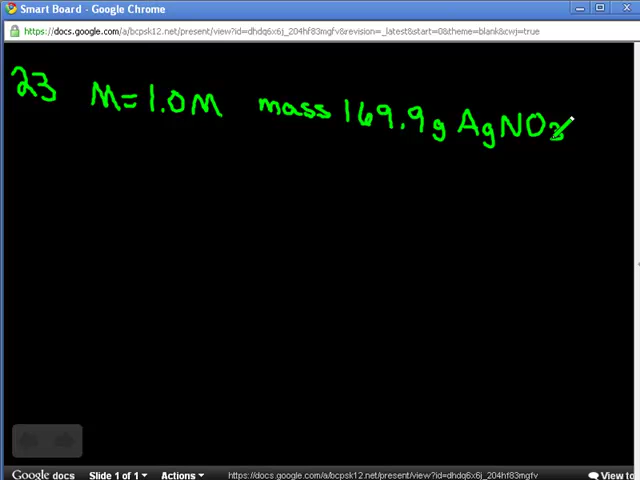 Smart Board - Google Chrome
https://docs.google.com/a/bcpsk12.net/present/view?id=dhdq6x6j_204hf83mgfv&revision=_latest&start=0&theme=blank&cwj=true
23 M=1.0M mass 169.9g AgNO3
Google docs Slide 1 of 1 Actions https://docs.google.com/a/bcpsk12.net/present/view?id=dhdq6x6j_204hf83mgfv View to